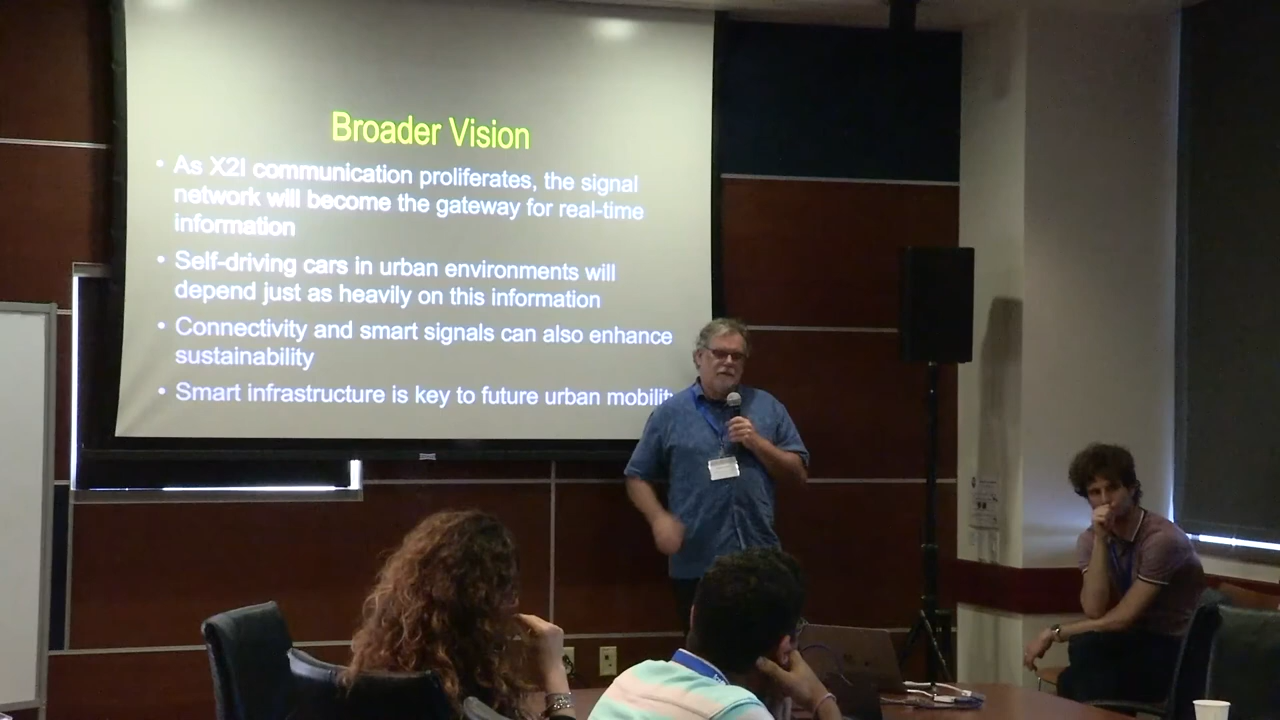 Broader Vision
• As X2I communication proliferates, the signal
network will become the gateway for real-time
information
• Self-driving cars in urban environments will
depend just as heavily on this information
• Connectivity and smart signals can also enhance
sustainability
• Smart infrastructure is key to future urban mobility